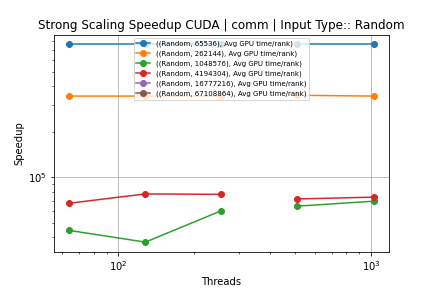 Strong Scaling Speedup CUDA | comm | Input Type:: Random
((Random, 65536), Avg GPU time/rank)
((Random, 262144), Avg GPU time/rank)
((Random, 1048576), Avg GPU time/rank)
((Random, 4194304), Avg GPU time/rank)
((Random, 16777216), Avg GPU time/rank)
((Random, 67108864), Avg GPU time/rank)
Speedup
10⁵
10² 10³
Threads